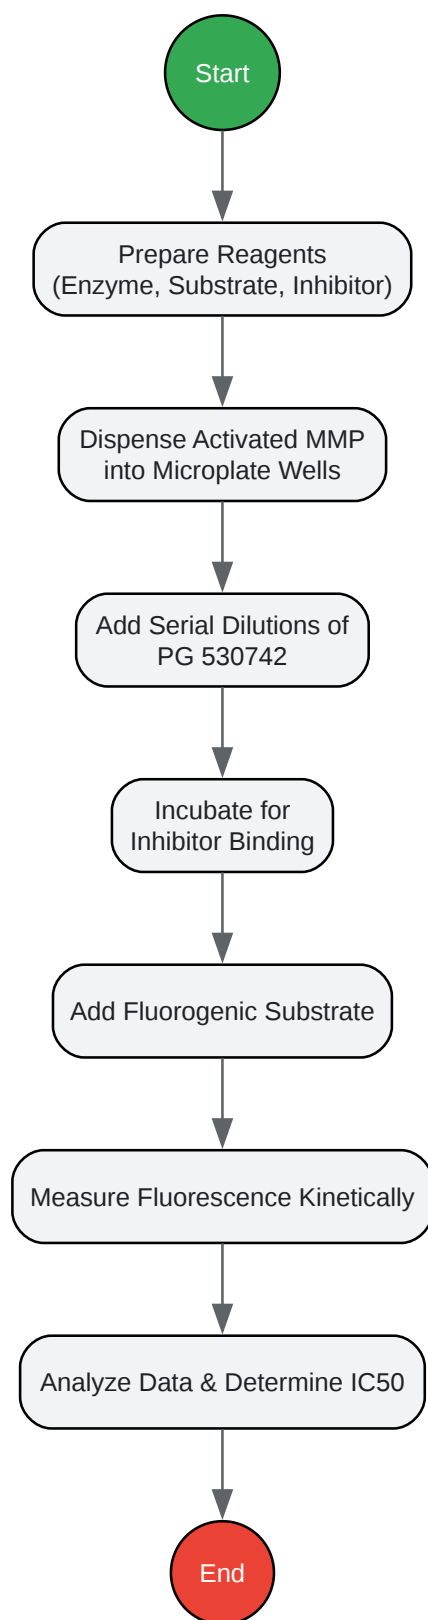 Start
Prepare Reagents
(Enzyme, Substrate, Inhibitor)
Dispense Activated MMP
into Microplate Wells
Add Serial Dilutions of
PG 530742
Incubate for
Inhibitor Binding
Add Fluorogenic Substrate
Measure Fluorescence Kinetically
Analyze Data & Determine IC50
End